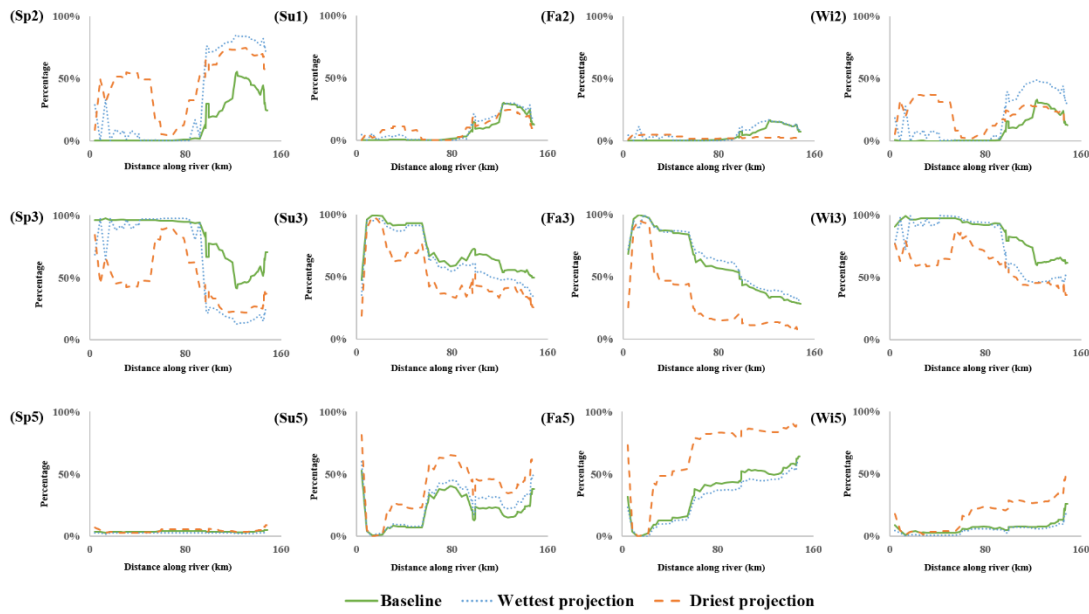 (Sp2) 100% 50% 0% Percentage 0 80 160 Distance along river (km)
(Su1) 100% 50% 0% Percentage 0 80 160 Distance along river (km)
(Fa2) 100% 50% 0% Percentage 0 80 160 Distance along river (km)
(Wi2) 100% 50% 0% Percentage 0 80 160 Distance along river (km)
(Sp3) 100% 50% 0% Percentage 0 80 160 Distance along river (km)
(Su3) 100% 50% 0% Percentage 0 80 160 Distance along river (km)
(Fa3) 100% 50% 0% Percentage 0 80 160 Distance along river (km)
(Wi3) 100% 50% 0% Percentage 0 80 160 Distance along river (km)
(Sp5) 100% 50% 0% Percentage 0 80 160 Distance along river (km)
(Su5) 100% 50% 0% Percentage 0 80 160 Distance along river (km)
(Fa5) 100% 50% 0% Percentage 0 80 160 Distance along river (km)
(Wi5) 100% 50% 0% Percentage 0 80 160 Distance along river (km)
Baseline Wettest projection Driest projection